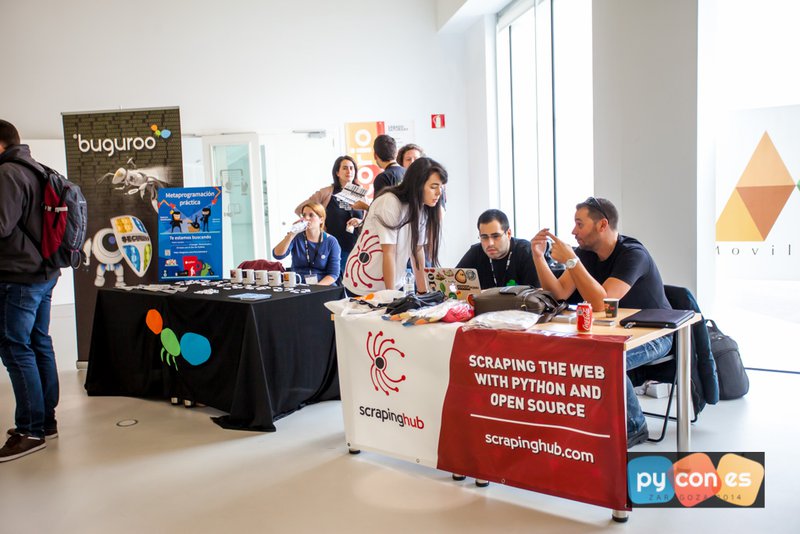 buguroo
Metaprogramación
práctica
Te estamos buscando
orio
scrapinghub
SCRAPING THE WEB
WITH PYTHON AND
OPEN SOURCE
scrapinghub.com
Movil
py con es
ZARAGOZA 2014